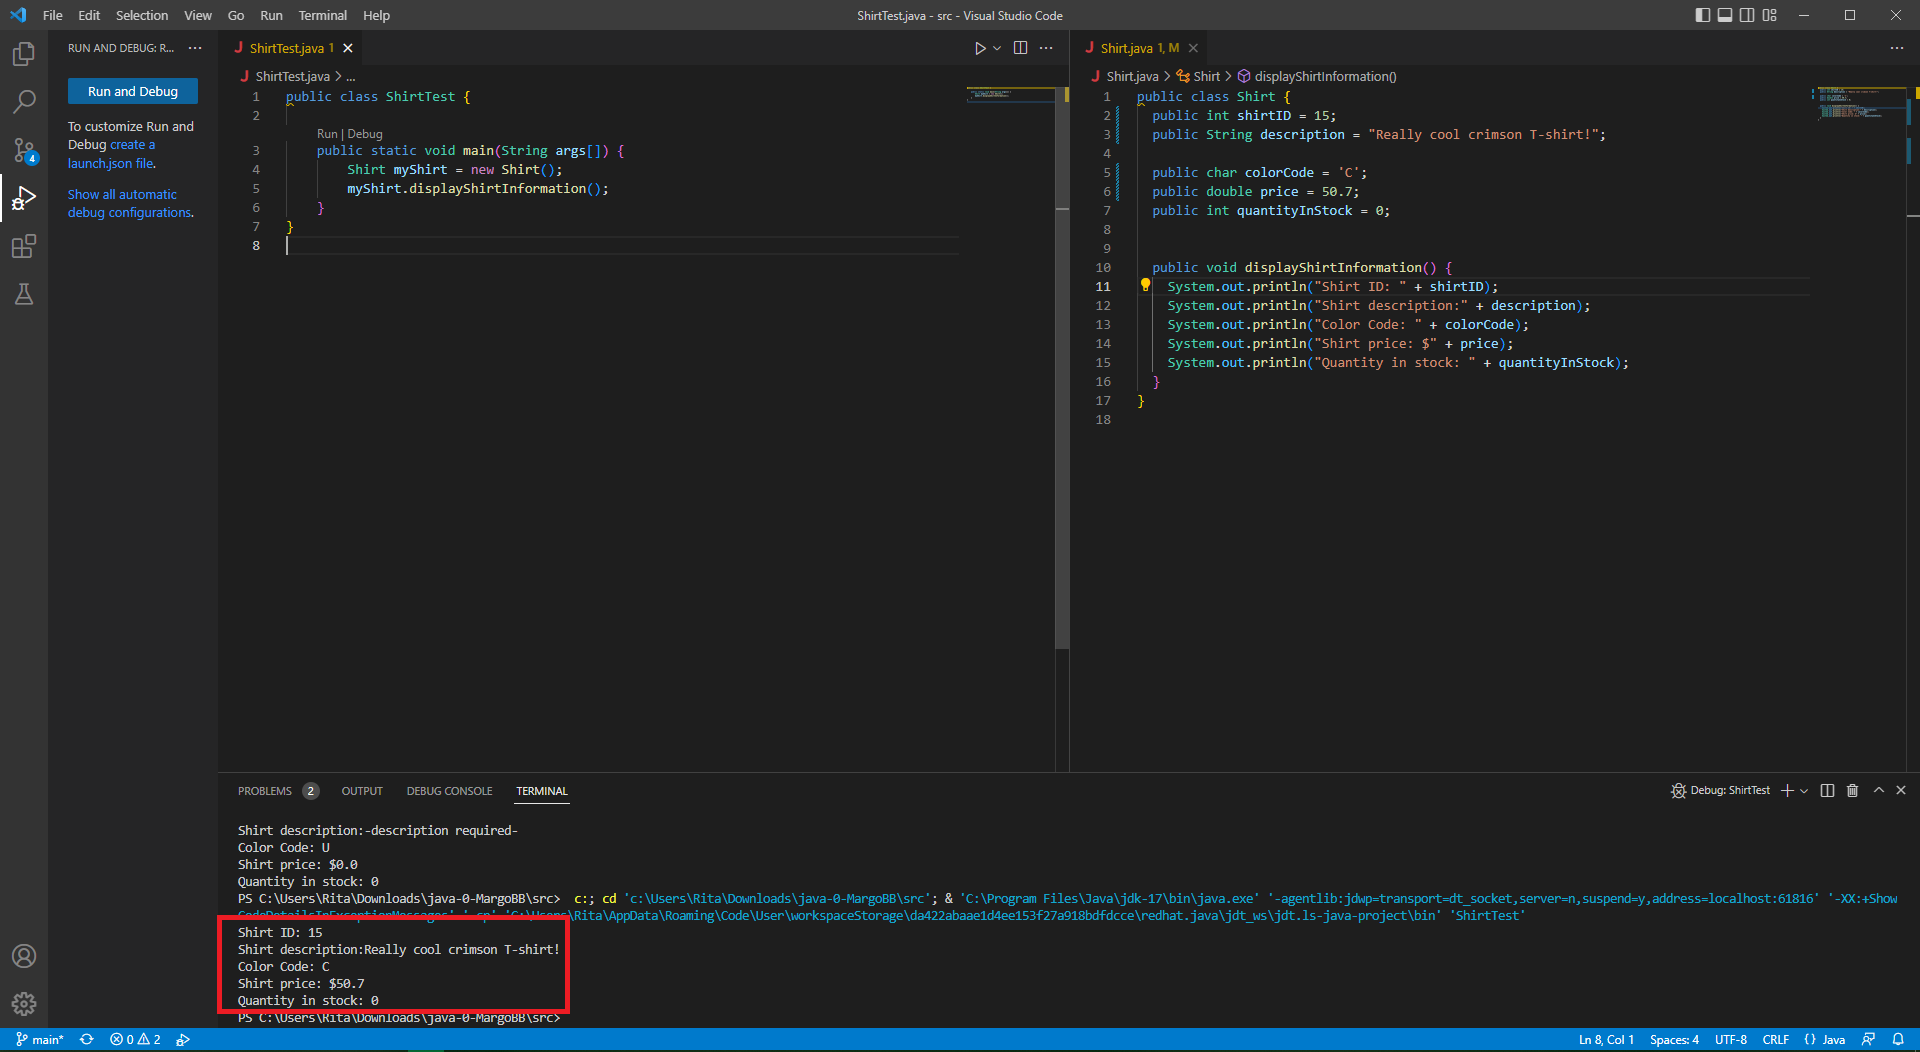 File Edit Selection View Go Run Terminal Help
ShirtTest.java - src - Visual Studio Code
RUN AND DEBUG: R...
Run and Debug
To customize Run and
Debug create a
launch.json file.
Show all automatic
debug configurations.
4
ShirtTest.java 1
ShirtTest.java > ...
1 public class ShirtTest {
2
Run | Debug
3 public static void main(String args[]) {
4 Shirt myShirt = new Shirt();
5 myShirt.displayShirtInformation();
6 }
7 }
8
Shirt.java 1, M
Shirt.java > Shirt > displayShirtInformation()
1 public class Shirt {
2 public int shirtID = 15;
3 public String description = "Really cool crimson T-shirt!";
4
5 public char colorCode = 'C';
6 public double price = 50.7;
7 public int quantityInStock = 0;
8
9
10 public void displayShirtInformation() {
11 System.out.println("Shirt ID: " + shirtID);
12 System.out.println("Shirt description:" + description);
13 System.out.println("Color Code: " + colorCode);
14 System.out.println("Shirt price: $" + price);
15 System.out.println("Quantity in stock: " + quantityInStock);
16 }
17 }
18
PROBLEMS 2 OUTPUT DEBUG CONSOLE TERMINAL
Debug: ShirtTest
Shirt description:-description required-
Color Code: U
Shirt price: $0.0
Quantity in stock: 0
PS C:\Users\Rita\Downloads\java-0-MargoBB\src> c:; cd 'c:\Users\Rita\Downloads\java-0-MargoBB\src'; & 'C:\Program Files\Java\jdk-17\bin\java.exe' '-agentlib:jdwp=transport=dt_socket,server=n,suspend=y,address=localhost:61816' '-XX:+Show
CodeDetailsInExceptionMessages' '-cp' 'C:\Users\Rita\AppData\Roaming\Code\User\workspaceStorage\da422abaae1d4ee153f27a918bdfdcce\redhat.java\jdt_ws\jdt.ls-java-project\bin' 'ShirtTest'
Shirt ID: 15
Shirt description:Really cool crimson T-shirt!
Color Code: C
Shirt price: $50.7
Quantity in stock: 0
PS C:\Users\Rita\Downloads\java-0-MargoBB\src>
main* 0 2
Ln 8, Col 1 Spaces: 4 UTF-8 CRLF {} Java